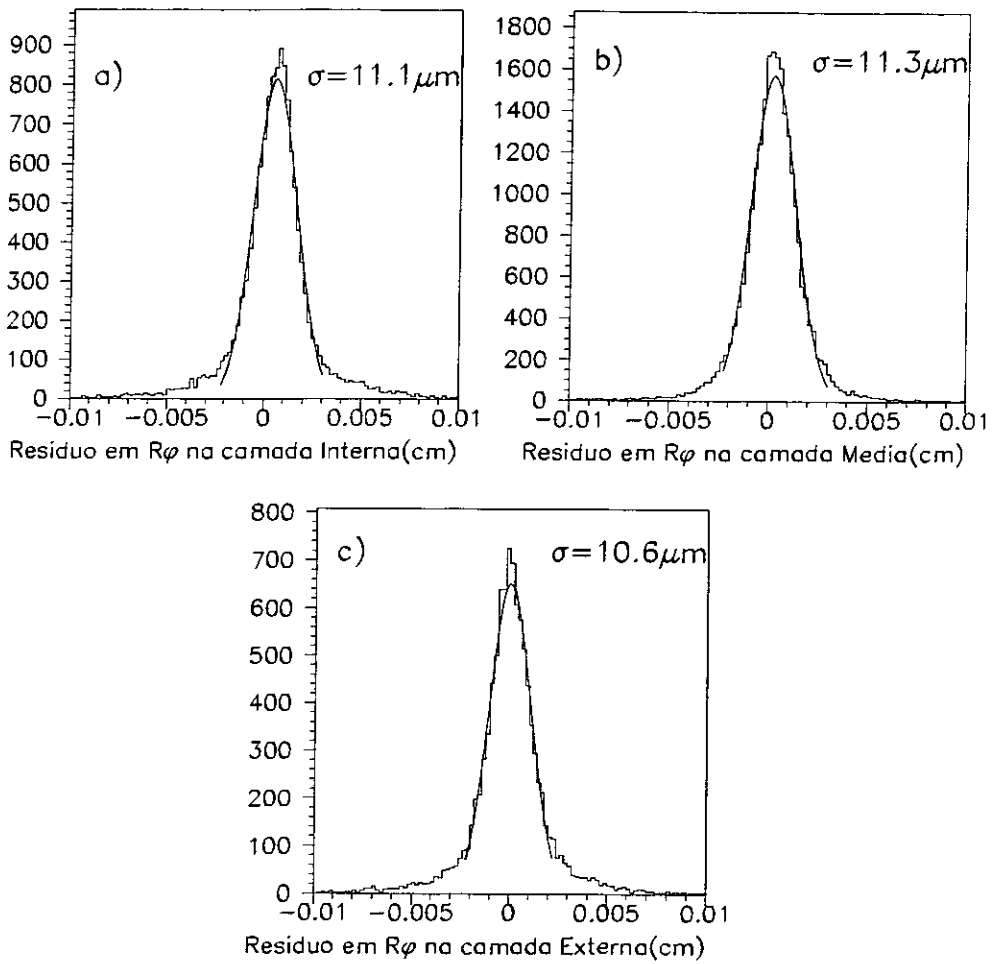 a)
σ=11.1μm
900
800
700
600
500
400
300
200
100
0
−0.01 −0.005 0 0.005 0.01
Resíduo em Rφ na camada Interna(cm)
b)
σ=11.3μm
1800
1600
1400
1200
1000
800
600
400
200
0
−0.01 −0.005 0 0.005 0.01
Resíduo em Rφ na camada Media(cm)
c)
σ=10.6μm
800
700
600
500
400
300
200
100
0
−0.01 −0.005 0 0.005 0.01
Resíduo em Rφ na camada Externa(cm)